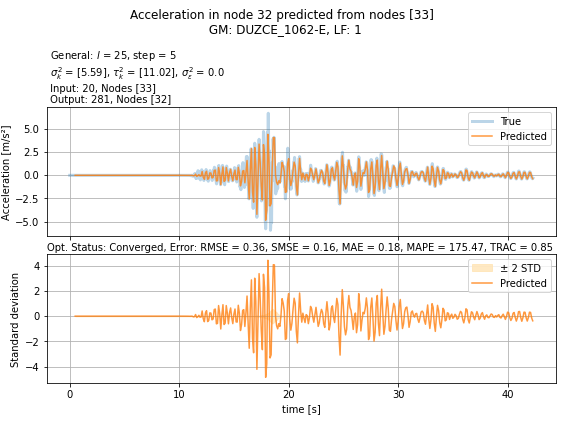 Acceleration in node 32 predicted from nodes [33]
GM: DUZCE_1062-E, LF: 1
General: l = 25, step = 5
σ²ₖ = [5.59], τ²ₖ = [11.02], σ²ε = 0.0
Input: 20, Nodes [33]
Output: 281, Nodes [32]
Acceleration [m/s²]
5.0
2.5
0.0
−2.5
−5.0
True
Predicted
Opt. Status: Converged, Error: RMSE = 0.36, SMSE = 0.16, MAE = 0.18, MAPE = 175.47, TRAC = 0.85
Standard deviation
4
2
0
−2
−4
± 2 STD
Predicted
0 10 20 30 40
time [s]